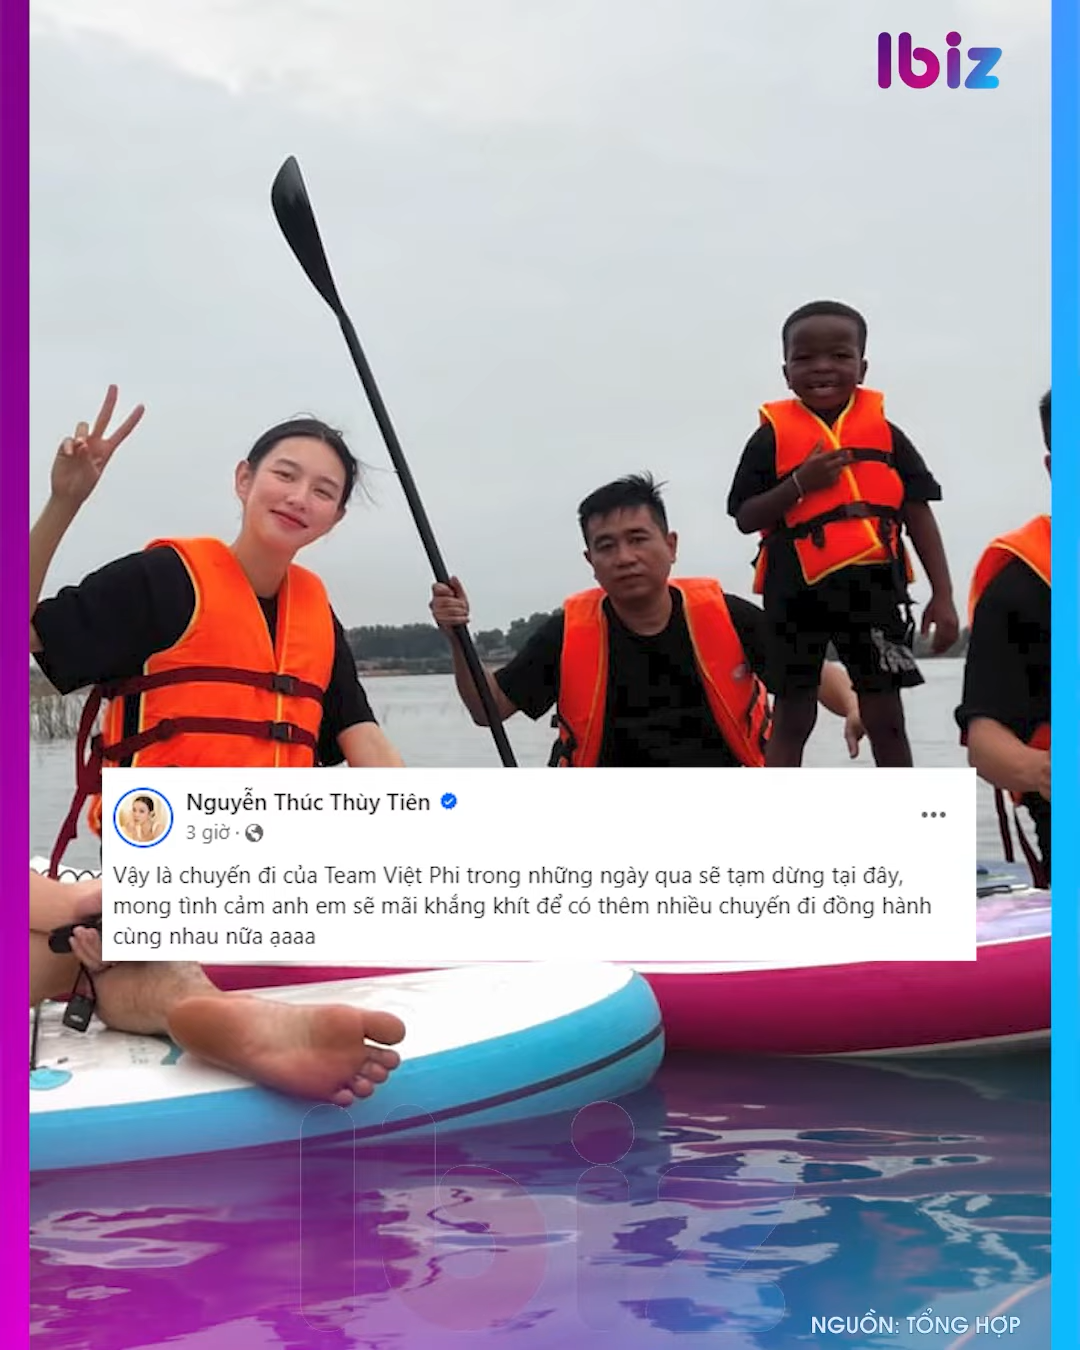 Ibiz
Nguyễn Thúc Thùy Tiên
3 giờ ·
Vậy là chuyến đi của Team Việt Phi trong những ngày qua sẽ tạm dừng tại đây,
mong tình cảm anh em sẽ mãi khắng khít để có thêm nhiều chuyến đi đồng hành
cùng nhau nữa ạaaa
Ibiz
NGUỒN: TỔNG HỢP